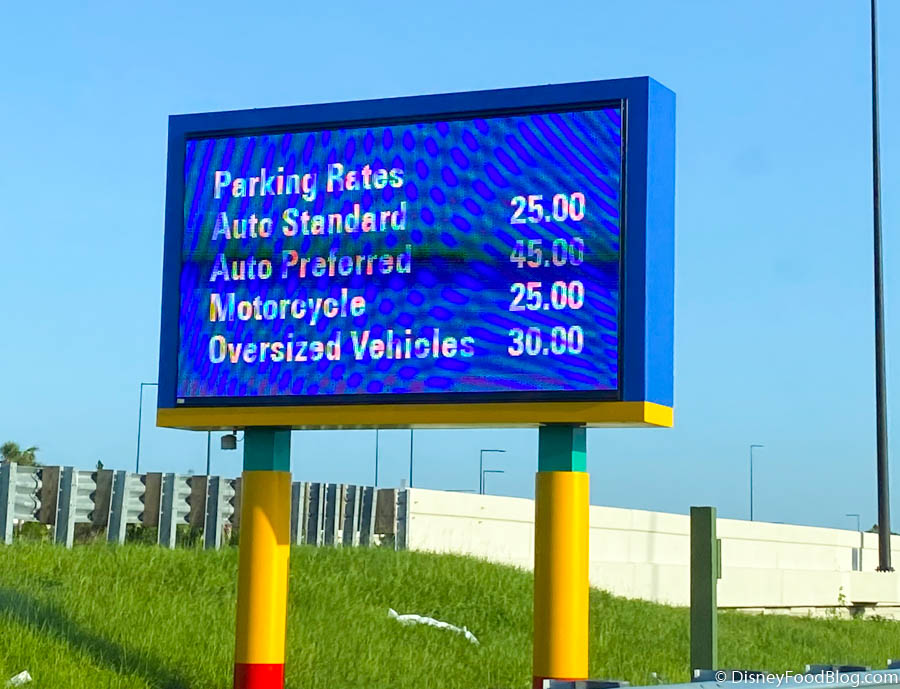 Parking Rates
Auto Standard 25.00
Auto Preferred 45.00
Motorcycle 25.00
Oversized Vehicles 30.00
© DisneyFoodBlog.com